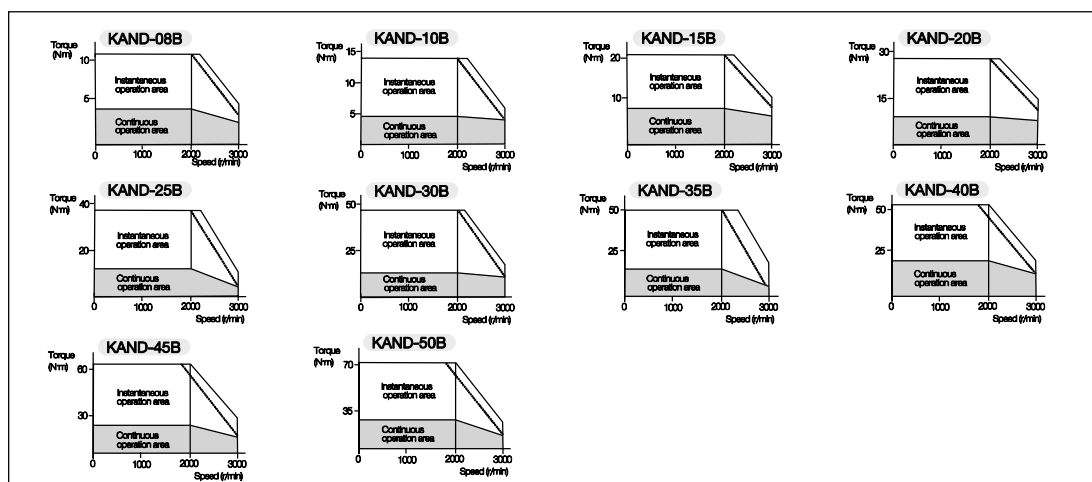 KAND-08B
Torque
(N·m)
10
5
Instantaneous
operation area
Continuous
operation area
0
1000
2000
3000
Speed (r/min)
KAND-10B
Torque
(N·m)
15
10
5
Instantaneous
operation area
Continuous
operation area
0
1000
2000
3000
Speed (r/min)
KAND-15B
Torque
(N·m)
20
10
Instantaneous
operation area
Continuous
operation area
0
1000
2000
3000
Speed (r/min)
KAND-20B
Torque
(N·m)
30
15
Instantaneous
operation area
Continuous
operation area
0
1000
2000
3000
Speed (r/min)
KAND-25B
Torque
(N·m)
40
20
Instantaneous
operation area
Continuous
operation area
0
1000
2000
3000
Speed (r/min)
KAND-30B
Torque
(N·m)
50
25
Instantaneous
operation area
Continuous
operation area
0
1000
2000
3000
Speed (r/min)
KAND-35B
Torque
(N·m)
50
25
Instantaneous
operation area
Continuous
operation area
0
1000
2000
3000
Speed (r/min)
KAND-40B
Torque
(N·m)
50
25
Instantaneous
operation area
Continuous
operation area
0
1000
2000
3000
Speed (r/min)
KAND-45B
Torque
(N·m)
60
30
Instantaneous
operation area
Continuous
operation area
0
1000
2000
3000
Speed (r/min)
KAND-50B
Torque
(N·m)
70
35
Instantaneous
operation area
Continuous
operation area
0
1000
2000
3000
Speed (r/min)